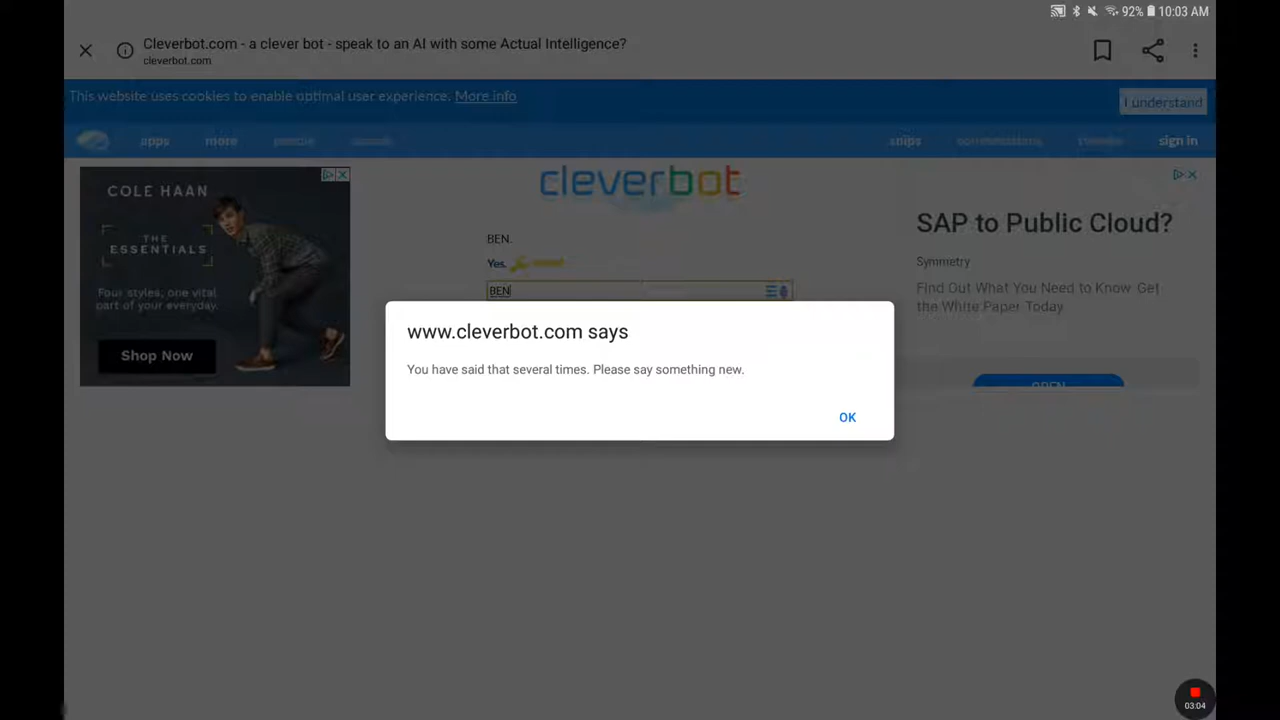 92% 10:03 AM
Cleverbot.com - a clever bot - speak to an AI with some Actual Intelligence?
cleverbot.com
This website uses cookies to enable optimal user experience. More info
I understand
apps more
snips sign in
COLE HAAN
THE
ESSENTIALS
Four styles, one vital
part of your everyday.
Shop Now
cleverbot
BEN.
Yes.
BEN
SAP to Public Cloud?
Symmetry
Find Out What You Need to Know. Get
the White Paper Today
OPEN
www.cleverbot.com says
You have said that several times. Please say something new.
OK
03:04